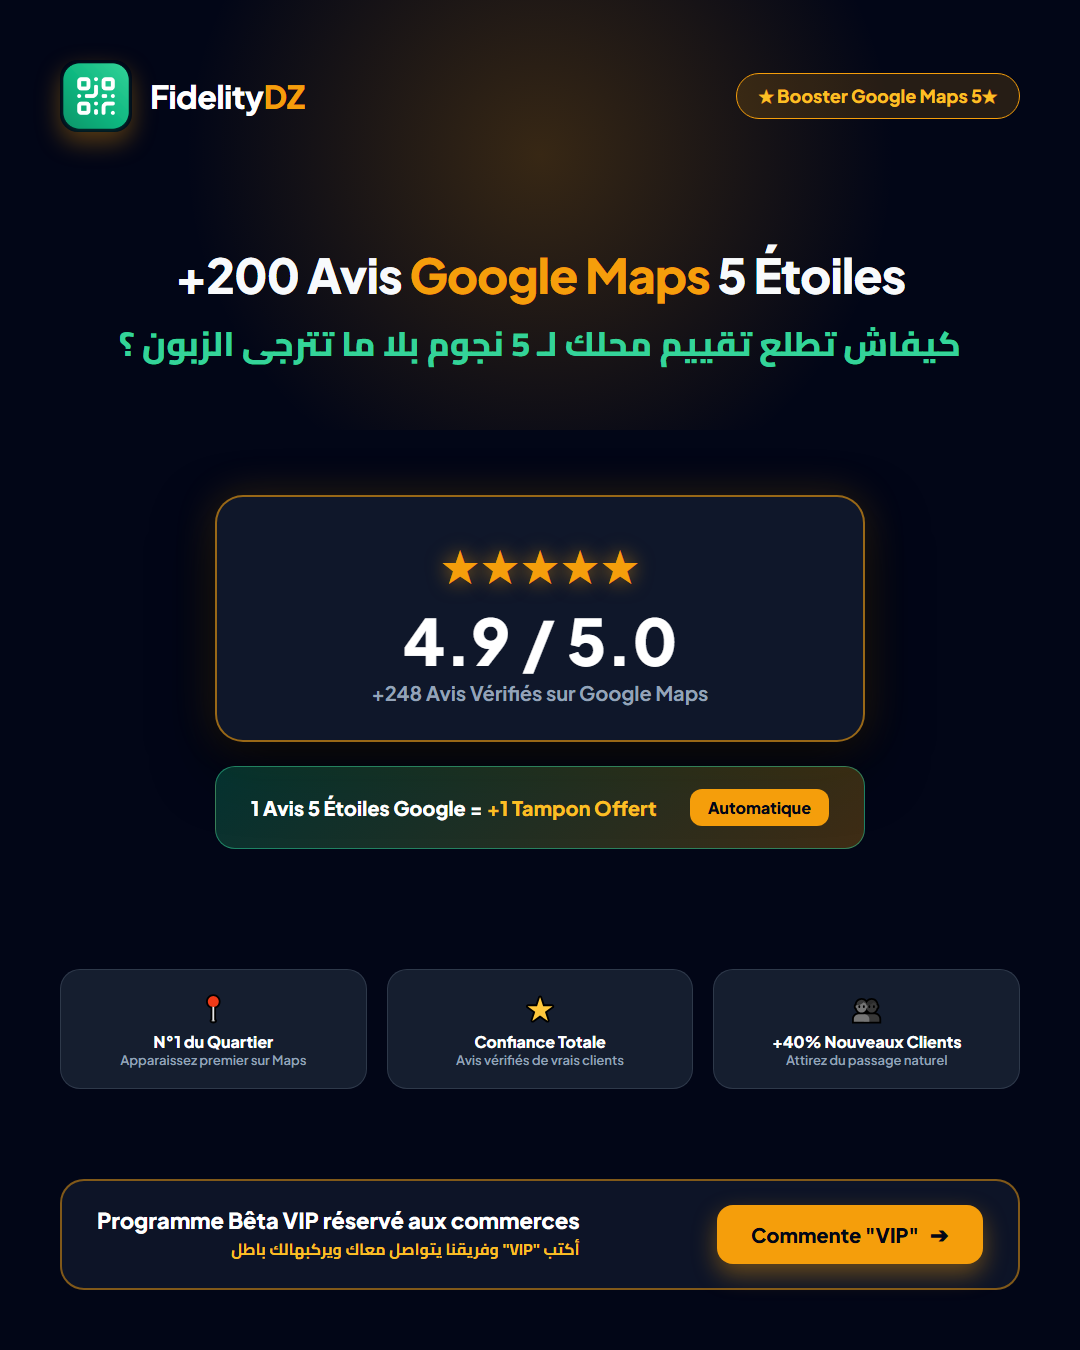 FidelityDZ
★ Booster Google Maps 5★
+200 Avis Google Maps 5 Étoiles
كيفاش تطلع تقييم محلك لـ 5 نجوم بلا ما تترجى الزبون ؟
★★★★★
4.9 / 5.0
+248 Avis Vérifiés sur Google Maps
1 Avis 5 Étoiles Google = +1 Tampon Offert
Automatique
N°1 du Quartier
Apparaissez premier sur Maps
Confiance Totale
Avis vérifiés de vrais clients
+40% Nouveaux Clients
Attirez du passage naturel
Programme Bêta VIP réservé aux commerces
أكتب "VIP" وفريقنا يتواصل معاك ويركبهالك باطل
Commente "VIP" ➔